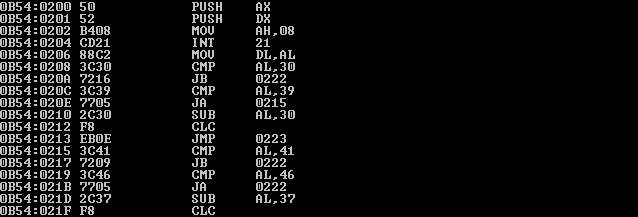 0B54:0200 50 PUSH AX
0B54:0201 52 PUSH DX
0B54:0202 B408 MOV AH,08
0B54:0204 CD21 INT 21
0B54:0206 88C2 MOV DL,AL
0B54:0208 3C30 CMP AL,30
0B54:020A 7216 JB 0222
0B54:020C 3C39 CMP AL,39
0B54:020E 7705 JA 0215
0B54:0210 2C30 SUB AL,30
0B54:0212 F8 CLC
0B54:0213 EB0E JMP 0223
0B54:0215 3C41 CMP AL,41
0B54:0217 7209 JB 0222
0B54:0219 3C46 CMP AL,46
0B54:021B 7705 JA 0222
0B54:021D 2C37 SUB AL,37
0B54:021F F8 CLC